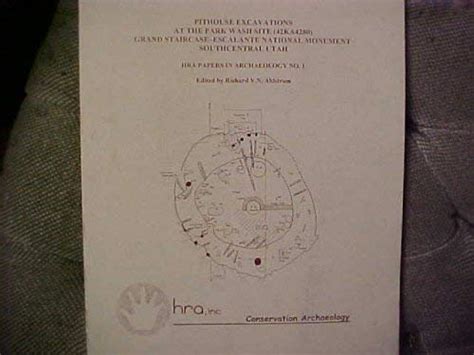 PITHOUSE EXCAVATIONS
AT THE PARK WASH SITE (42KA4280)
GRAND STAIRCASE-ESCALANTE NATIONAL MONUMENT
SOUTHCENTRAL UTAH
HRA PAPERS IN ARCHAEOLOGY NO. 1
Edited by Richard V.N. Ahlstrom
hra, inc.
Conservation Archaeology